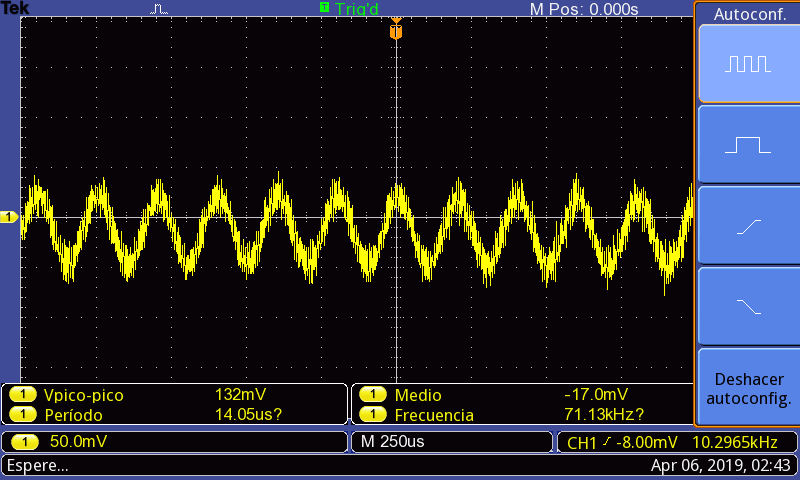 Tek T Trig'd M Pos: 0.000s Autoconf.
T
1
1 Vpico-pico 132mV 1 Medio -17.0mV
1 Período 14.05us? 1 Frecuencia 71.13kHz?
Deshacer
autoconfig.
1 50.0mV M 250us CH1 -8.00mV 10.2965kHz
Espere... Apr 06, 2019, 02:43